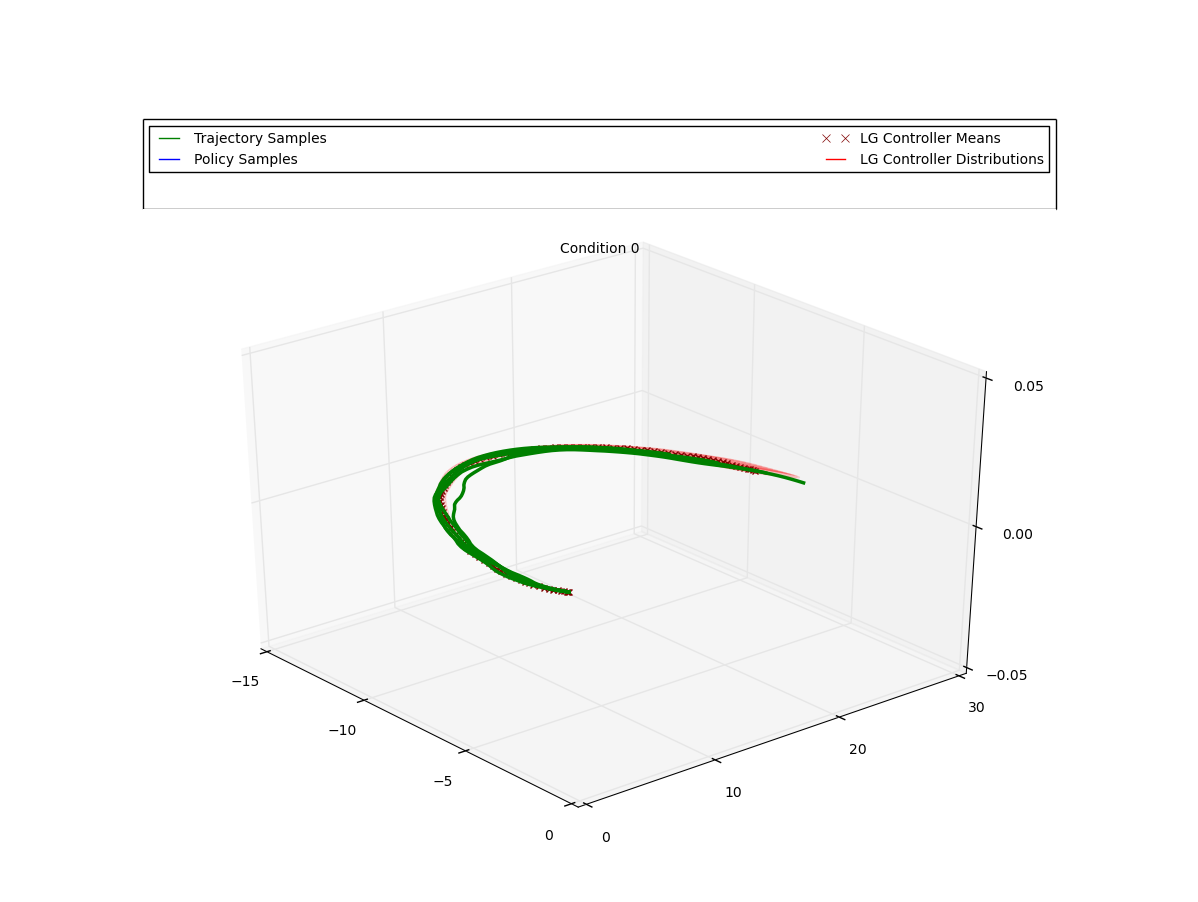 Trajectory Samples
Policy Samples
LG Controller Means
LG Controller Distributions
Condition 0
0.05
0.00
−0.05
−15
−10
−5
0
0
10
20
30